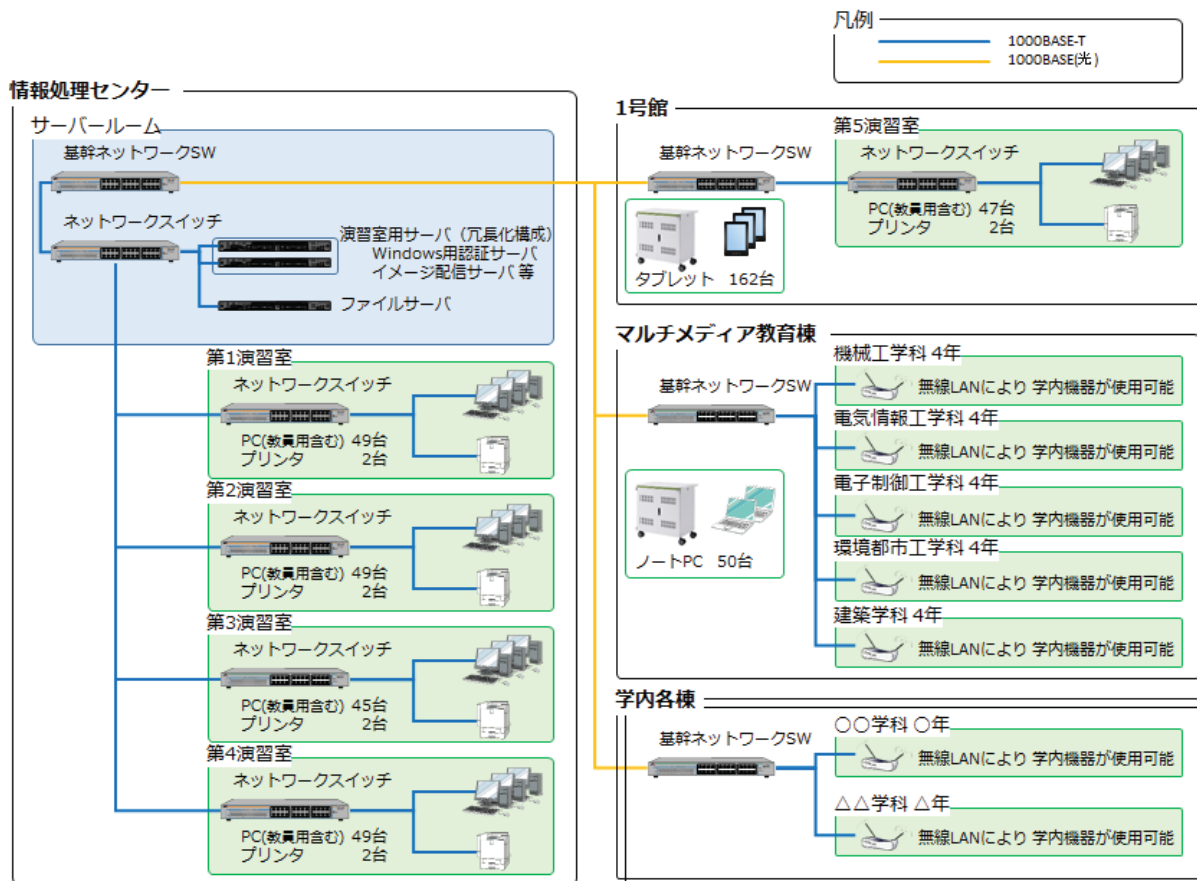 凡例
1000BASE-T
1000BASE(光)
情報処理センター
サーバールーム
基幹ネットワークSW
ネットワークスイッチ
演習室用サーバ（冗長化構成）
Windows用認証サーバ
イメージ配信サーバ 等
ファイルサーバ
第1演習室
ネットワークスイッチ
PC(教員用含む) 49台
プリンタ 2台
第2演習室
ネットワークスイッチ
PC(教員用含む) 49台
プリンタ 2台
第3演習室
ネットワークスイッチ
PC(教員用含む) 45台
プリンタ 2台
第4演習室
ネットワークスイッチ
PC(教員用含む) 49台
プリンタ 2台
1号館
基幹ネットワークSW
タブレット 162台
第5演習室
ネットワークスイッチ
PC(教員用含む) 47台
プリンタ 2台
マルチメディア教育棟
基幹ネットワークSW
ノートPC 50台
機械工学科 4年
無線LANにより 学内機器が使用可能
電気情報工学科 4年
無線LANにより 学内機器が使用可能
電子制御工学科 4年
無線LANにより 学内機器が使用可能
環境都市工学科 4年
無線LANにより 学内機器が使用可能
建築学科 4年
無線LANにより 学内機器が使用可能
学内各棟
基幹ネットワークSW
〇〇学科 〇年
無線LANにより 学内機器が使用可能
△△学科 △年
無線LANにより 学内機器が使用可能